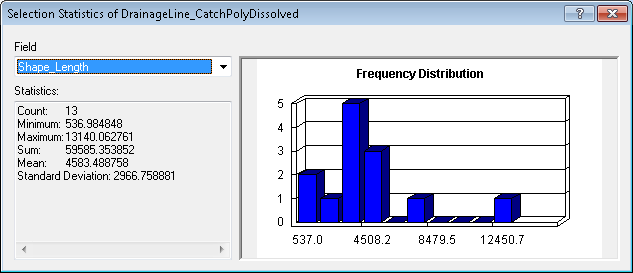 Selection Statistics of DrainageLine_CatchPolyDissolved
Field
Shape_Length
Statistics:
Count: 13
Minimum: 536.984848
Maximum: 13140.062761
Sum: 59585.353852
Mean: 4583.488758
Standard Deviation: 2966.758881
Frequency Distribution
5
4
3
2
1
0
537.0 4508.2 8479.5 12450.7